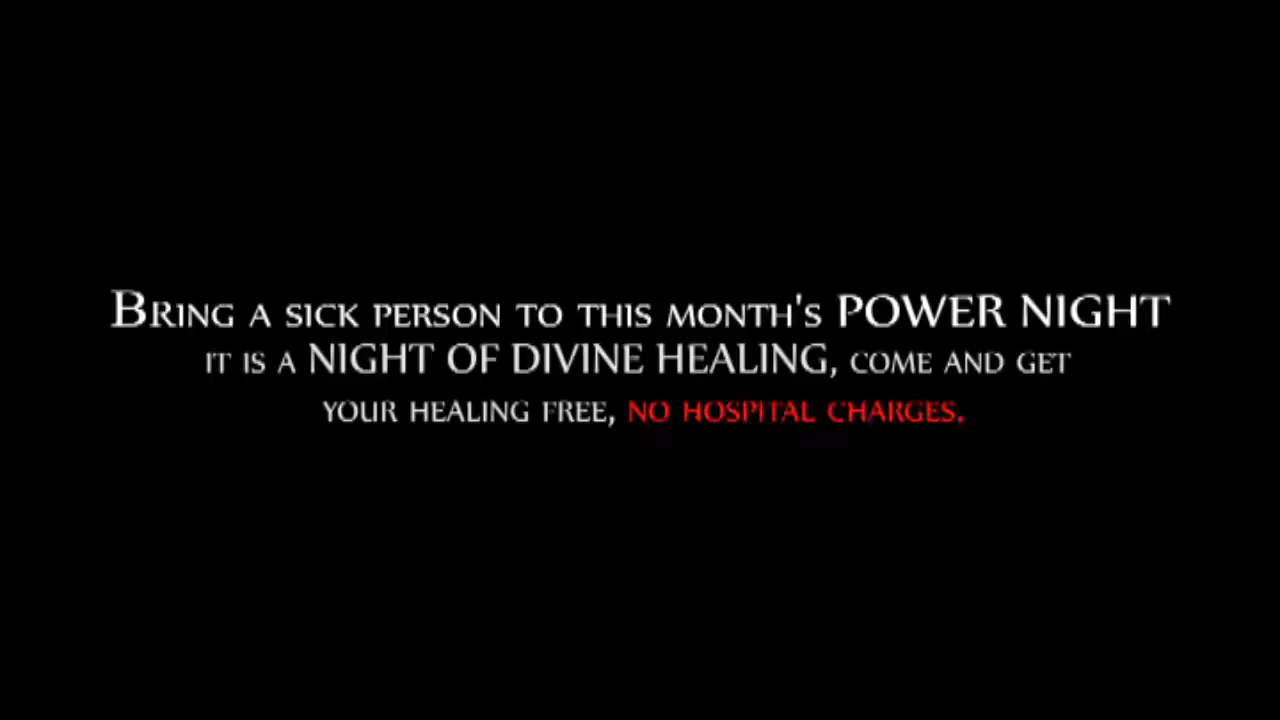 Bring a sick person to this month's POWER NIGHT
it is a NIGHT OF DIVINE HEALING, come and get
your healing free, no hospital charges.